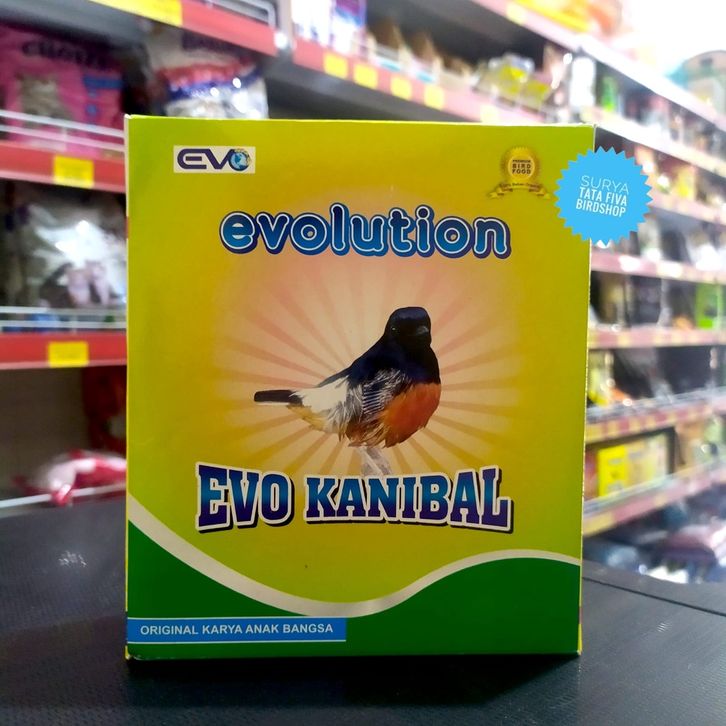 EVO
PREMIUM
BIRD
FOOD
SURYA
TATA FIVA
BIRDSHOP
evolution
EVO KANIBAL
ORIGINAL KARYA ANAK BANGSA